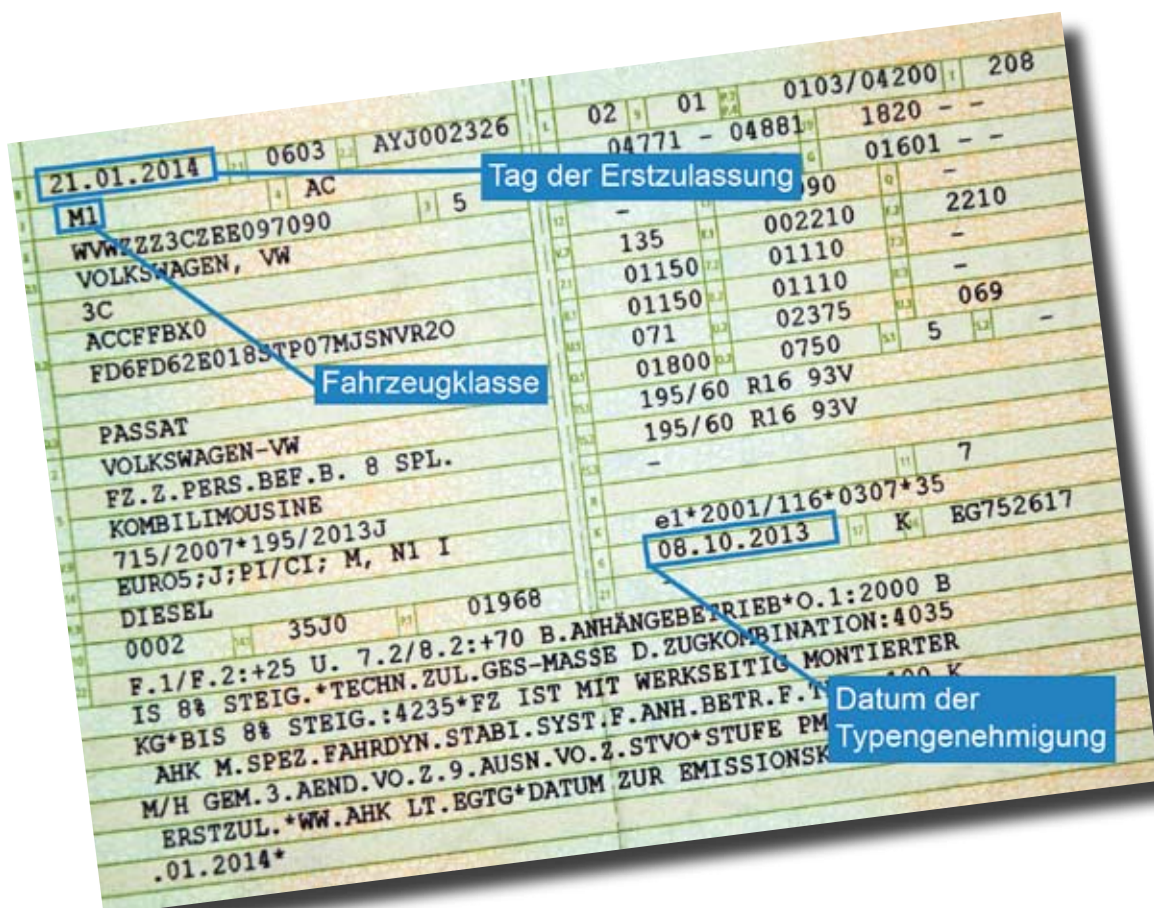 21.01.2014 0603 AYJ002326
M1 AC
WVWZZZ3CZEE097090 5
VOLKSWAGEN, VW
3C
ACCFFBX0
FD6FD62E018STP07MJSNVR2O
PASSAT
VOLKSWAGEN-VW
FZ.Z.PERS.BEF.B. 8 SPL.
KOMBILIMOUSINE
715/2007*195/2013J
EURO5;J;PI/CI; M, N1 I
DIESEL
0002 35J0 01968
02 01 0103/04200 208
04771 - 04881 1820 - -
01601 - -
- 090 -
135 002210 2210
01150 01110 -
01150 01110 -
071 02375 069
01800 0750 5 -
195/60 R16 93V
195/60 R16 93V
- 7
e1*2001/116*0307*35
08.10.2013 K EG752617
F.1/F.2:+25 U. 7.2/8.2:+70 B.ANHÄNGEBETRIEB*O.1:2000 B
IS 8% STEIG.*TECHN.ZUL.GES-MASSE D.ZUGKOMBINATION:4035
KG*BIS 8% STEIG.:4235*FZ IST MIT WERKSEITIG MONTIERTER
AHK M.SPEZ.FAHRDYN.STABI.SYST.F.ANH.BETR.F.T 100 K
M/H GEM.3.AEND.VO.Z.9.AUSN.VO.Z.STVO*STUFE PM
ERSTZUL.*WW.AHK LT.EGTG*DATUM ZUR EMISSIONSK
.01.2014*
Tag der Erstzulassung
Fahrzeugklasse
Datum der
Typengenehmigung